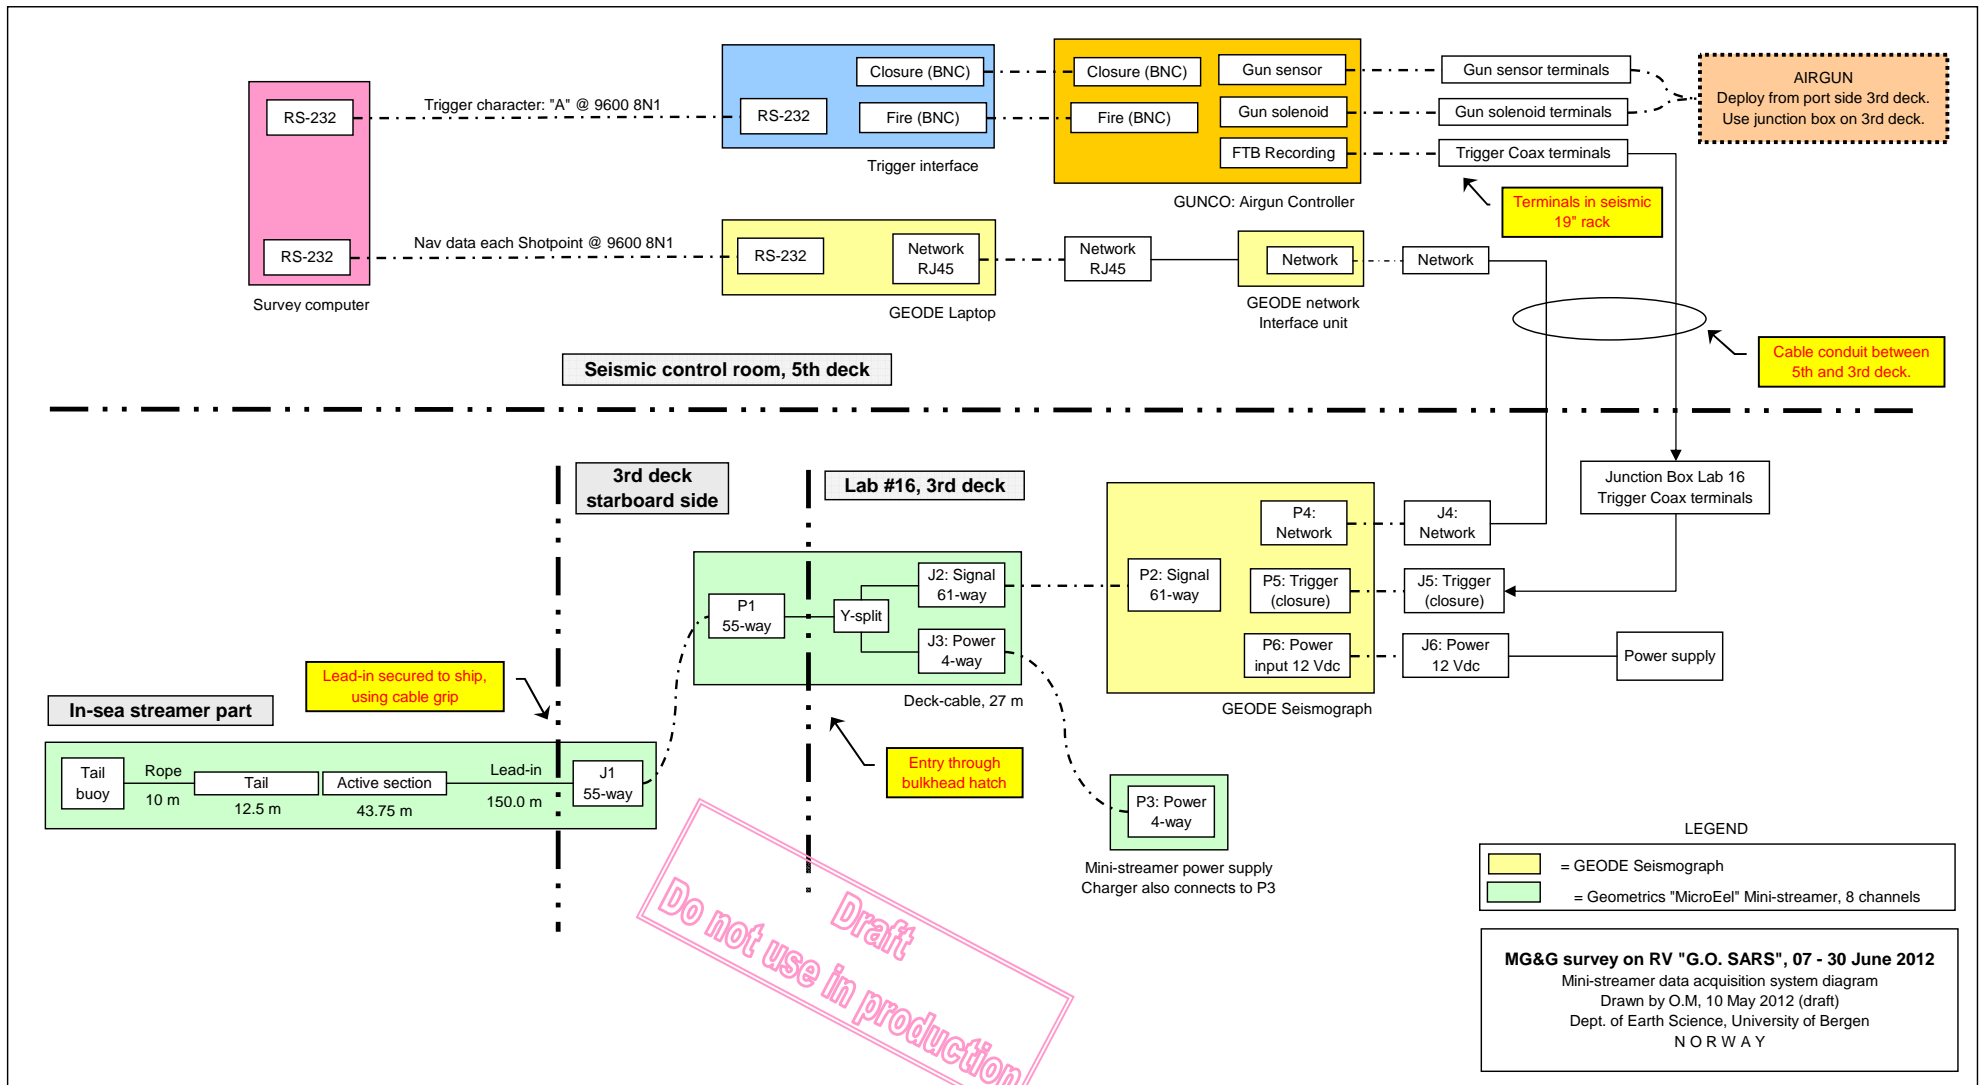 Closure (BNC)
Closure (BNC)
Gun sensor
Gun sensor terminals
AIRGUN
Deploy from port side 3rd deck.
Use junction box on 3rd deck.
RS-232
Trigger character: "A" @ 9600 8N1
RS-232
Fire (BNC)
Fire (BNC)
Gun solenoid
Gun solenoid terminals
FTB Recording
Trigger Coax terminals
Trigger interface
GUNCO: Airgun Controller
Terminals in seismic
19" rack
RS-232
Nav data each Shotpoint @ 9600 8N1
RS-232
Network
RJ45
Network
RJ45
Network
Network
Survey computer
GEODE Laptop
GEODE network
Interface unit
Cable conduit between
5th and 3rd deck.
Seismic control room, 5th deck
3rd deck
starboard side
Lab #16, 3rd deck
Junction Box Lab 16
Trigger Coax terminals
P4:
Network
J4:
Network
P1
55-way
Y-split
J2: Signal
61-way
J3: Power
4-way
P2: Signal
61-way
P5: Trigger
(closure)
J5: Trigger
(closure)
P6: Power
input 12 Vdc
J6: Power
12 Vdc
Power supply
Deck-cable, 27 m
GEODE Seismograph
Lead-in secured to ship,
using cable grip
In-sea streamer part
Entry through
bulkhead hatch
Tail
buoy
Rope
10 m
Tail
12.5 m
Active section
43.75 m
Lead-in
150.0 m
J1
55-way
P3: Power
4-way
Mini-streamer power supply
Charger also connects to P3
Draft
Do not use in production
LEGEND
= GEODE Seismograph
= Geometrics "MicroEel" Mini-streamer, 8 channels
MG&G survey on RV "G.O. SARS", 07 - 30 June 2012
Mini-streamer data acquisition system diagram
Drawn by O.M, 10 May 2012 (draft)
Dept. of Earth Science, University of Bergen
N O R W A Y